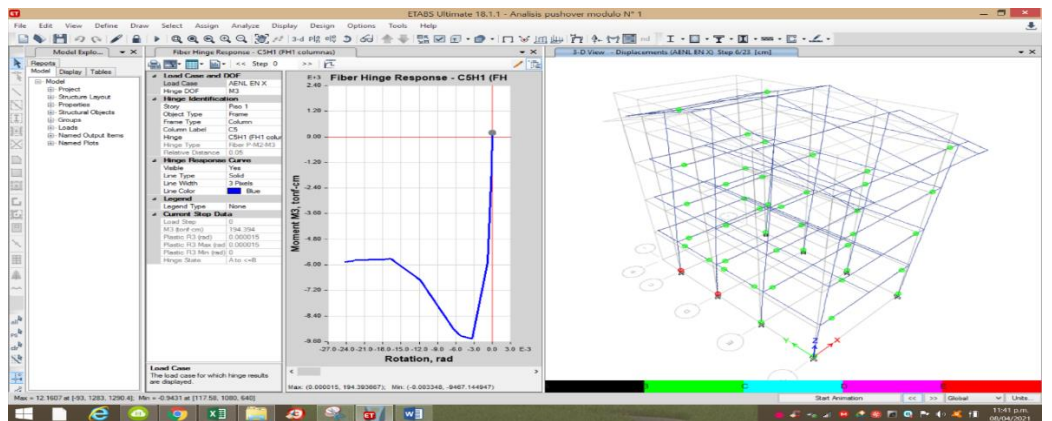 ETABS Ultimate 18.1.1 - Analisis pushover modulo N° 1
File Edit View Define Draw Select Assign Analyze Display Design Options Tools Help
Model Explo...
Fiber Hinge Response - C5H1 (FH1 columnas)
3-D View - Displacements (AENL EN X) Step 6/23 [cm]
Reports
Model Display Tables
Model
Project
Structure Layout
Properties
Structural Objects
Groups
Loads
Named Output Items
Named Plots
<< Step 0 >>
Load Case and DOF
Load Case AENL EN X
Hinge DOF M3
Hinge Identification
Story Piso 1
Object Type Frame
Frame Type Column
Column Label C5
Hinge C5H1 (FH1 colur
Hinge Type Fiber P-M2-M3
Relative Distance 0.05
Hinge Response Curve
Visible Yes
Line Type Solid
Line Width 3 Pixels
Line Color Blue
Legend
Legend Type None
Current Step Data
Load Step 0
M3 (tonf-cm) 194.394
Plastic R3 (rad) 0.000015
Plastic R3 Max (rad 0.000015
Plastic R3 Min (rad) 0
Hinge State A to <=B
Load Case
The load case for which hinge results are displayed.
E+3 Fiber Hinge Response - C5H1 (FH
2.40
1.20
0.00
-1.20
-2.40
-3.60
-4.80
-6.00
-7.20
-8.40
-9.60
Moment M3, tonf-cm
-27.0 -24.0 -21.0 -18.0 -15.0 -12.0 -9.0 -6.0 -3.0 0.0 3.0 E-3
Rotation, rad
Max: (0.000015, 194.393867); Min: (-0.003348, -9467.144947)
Z
Y
X
B C D E
Max = 12.1607 at [-93, 1283, 1290.4]; Min = -0.9431 at [117.58, 1080, 640]
Start Animation << >> Global Units...
11:41 p.m.
08/04/2021